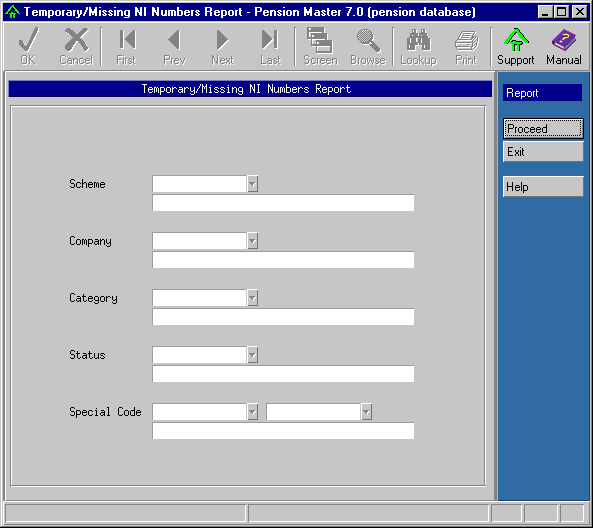 Temporary/Missing NI Numbers Report - Pension Master 7.0 (pension database)
OK Cancel First Prev Next Last Screen Browse Lookup Print Support Manual
Temporary/Missing NI Numbers Report
Report
Proceed
Exit
Help
Scheme
Company
Category
Status
Special Code